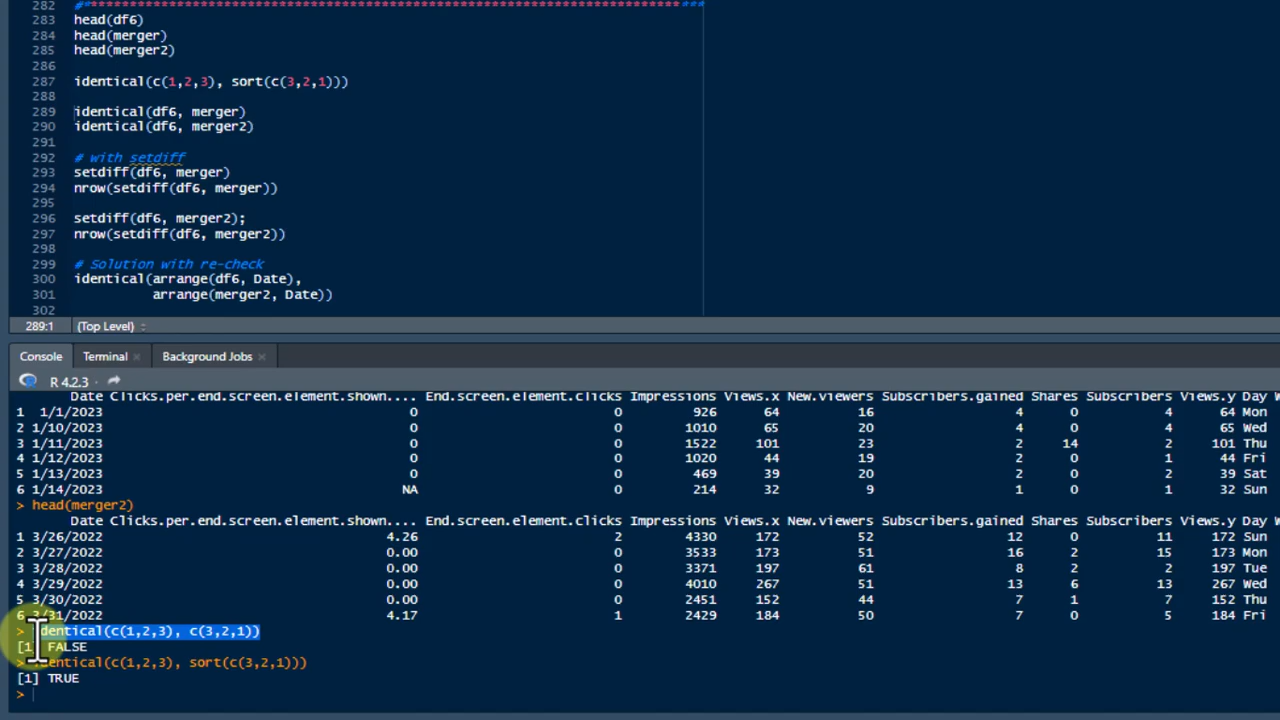 282 #*******************************************************************************
283 head(df6)
284 head(merger)
285 head(merger2)
286
287 identical(c(1,2,3), sort(c(3,2,1)))
288
289 identical(df6, merger)
290 identical(df6, merger2)
291
292 # with setdiff
293 setdiff(df6, merger)
294 nrow(setdiff(df6, merger))
295
296 setdiff(df6, merger2);
297 nrow(setdiff(df6, merger2))
298
299 # Solution with re-check
300 identical(arrange(df6, Date),
301 arrange(merger2, Date))
302
289:1 (Top Level)
Console Terminal Background Jobs
R 4.2.3 ·
Date Clicks.per.end.screen.element.shown.... End.screen.element.clicks Impressions Views.x New.viewers Subscribers.gained Shares Subscribers Views.y Day
1 1/1/2023 0 0 926 64 16 4 0 4 64 Mon
2 1/10/2023 0 0 1010 65 20 4 0 4 65 Wed
3 1/11/2023 0 0 1522 101 23 2 14 2 101 Thu
4 1/12/2023 0 0 1020 44 19 2 0 1 44 Fri
5 1/13/2023 0 0 469 39 20 2 0 2 39 Sat
6 1/14/2023 NA 0 214 32 9 1 0 1 32 Sun
> head(merger2)
Date Clicks.per.end.screen.element.shown.... End.screen.element.clicks Impressions Views.x New.viewers Subscribers.gained Shares Subscribers Views.y Day
1 3/26/2022 4.26 2 4330 172 52 12 0 11 172 Sun
2 3/27/2022 0.00 0 3533 173 51 16 2 15 173 Mon
3 3/28/2022 0.00 0 3371 197 61 8 2 2 197 Tue
4 3/29/2022 0.00 0 4010 267 51 13 6 13 267 Wed
5 3/30/2022 0.00 0 2451 152 44 7 1 7 152 Thu
6 3/31/2022 4.17 1 2429 184 50 7 0 5 184 Fri
> identical(c(1,2,3), c(3,2,1))
[1] FALSE
> identical(c(1,2,3), sort(c(3,2,1)))
[1] TRUE
>